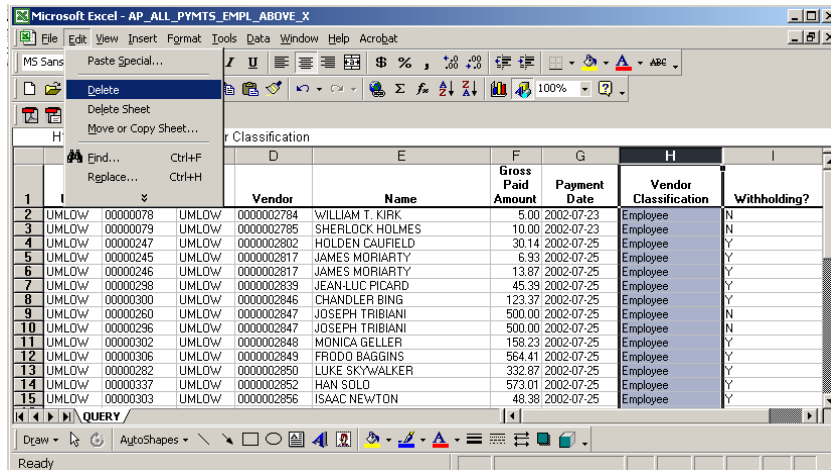 Microsoft Excel - AP_ALL_PYMTS_EMPL_ABOVE_X
File Edit View Insert Format Tools Data Window Help Acrobat
MS Sans
I U $ % , ABC
100%
Paste Special...
Delete
Delete Sheet
Move or Copy Sheet...
Find... Ctrl+F
Replace... Ctrl+H
r Classification
D E F G H I
1 Vendor Name Gross Paid Amount Payment Date Vendor Classification Withholding?
2 UMLOW 00000078 UMLOW 0000002784 WILLIAM T. KIRK 5.00 2002-07-23 Employee N
3 UMLOW 00000079 UMLOW 0000002785 SHERLOCK HOLMES 10.00 2002-07-23 Employee N
4 UMLOW 00000247 UMLOW 0000002802 HOLDEN CAUFIELD 30.14 2002-07-25 Employee Y
5 UMLOW 00000245 UMLOW 0000002817 JAMES MORIARTY 6.93 2002-07-25 Employee Y
6 UMLOW 00000246 UMLOW 0000002817 JAMES MORIARTY 13.87 2002-07-25 Employee Y
7 UMLOW 00000298 UMLOW 0000002839 JEAN-LUC PICARD 45.39 2002-07-25 Employee Y
8 UMLOW 00000300 UMLOW 0000002846 CHANDLER BING 123.37 2002-07-25 Employee Y
9 UMLOW 00000260 UMLOW 0000002847 JOSEPH TRIBIANI 500.00 2002-07-25 Employee N
10 UMLOW 00000296 UMLOW 0000002847 JOSEPH TRIBIANI 500.00 2002-07-25 Employee N
11 UMLOW 00000302 UMLOW 0000002848 MONICA GELLER 158.23 2002-07-25 Employee Y
12 UMLOW 00000306 UMLOW 0000002849 FRODO BAGGINS 564.41 2002-07-25 Employee Y
13 UMLOW 00000282 UMLOW 0000002850 LUKE SKYWALKER 332.87 2002-07-25 Employee Y
14 UMLOW 00000337 UMLOW 0000002852 HAN SOLO 573.01 2002-07-25 Employee Y
15 UMLOW 00000303 UMLOW 0000002856 ISAAC NEWTON 48.38 2002-07-25 Employee Y
QUERY
Draw AutoShapes
Ready